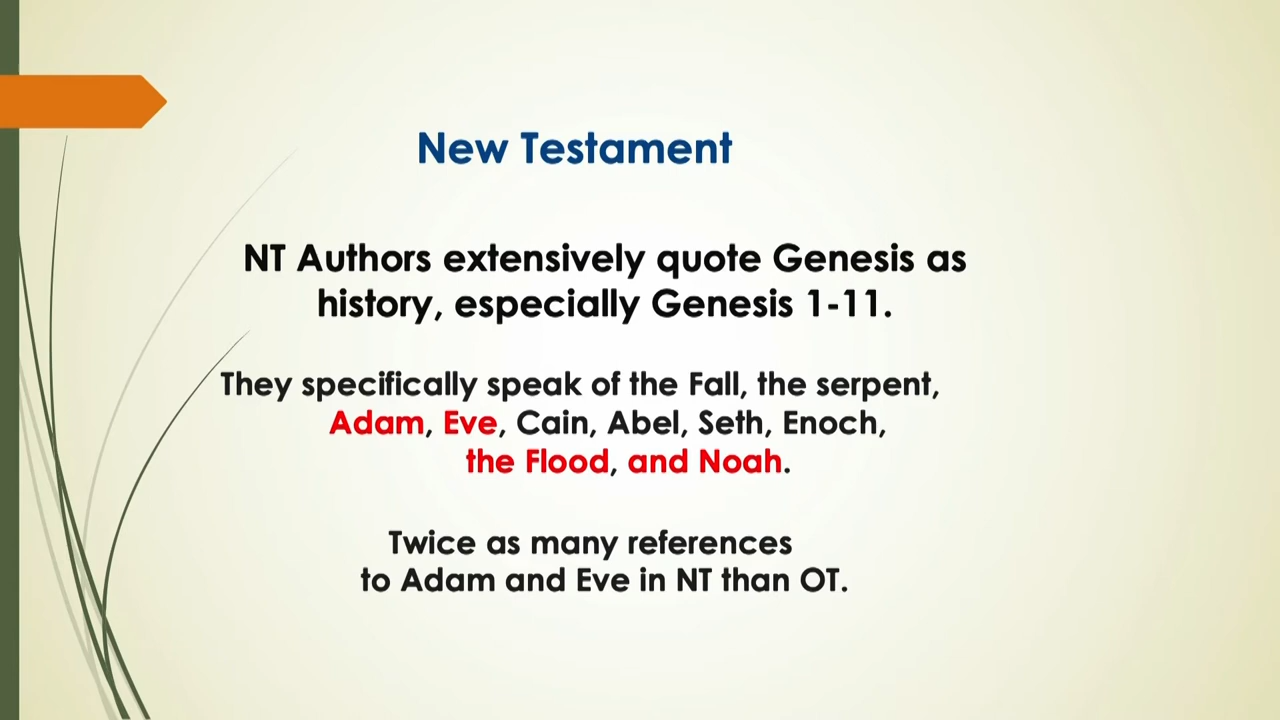 New Testament
NT Authors extensively quote Genesis as
history, especially Genesis 1-11.
They specifically speak of the Fall, the serpent,
Adam, Eve, Cain, Abel, Seth, Enoch,
the Flood, and Noah.
Twice as many references
to Adam and Eve in NT than OT.